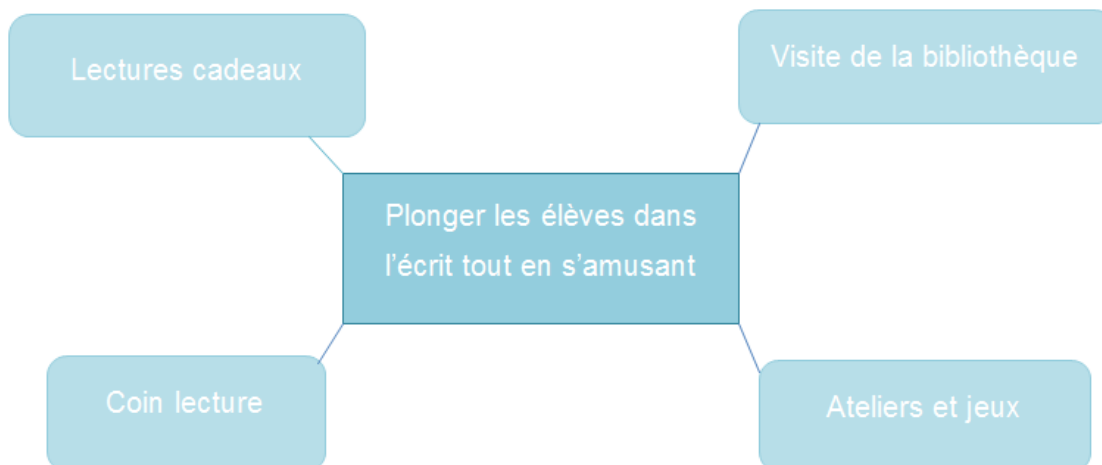 Lectures cadeaux
Visite de la bibliothèque
Plonger les élèves dans
l’écrit tout en s’amusant
Coin lecture
Ateliers et jeux